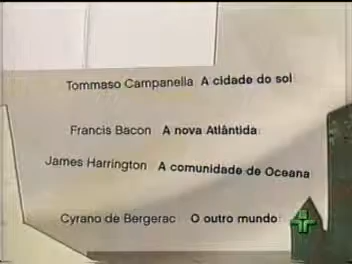 Tommaso Campanella A cidade do sol
Francis Bacon A nova Atlântida
James Harrington A comunidade de Oceana
Cyrano de Bergerac O outro mundo